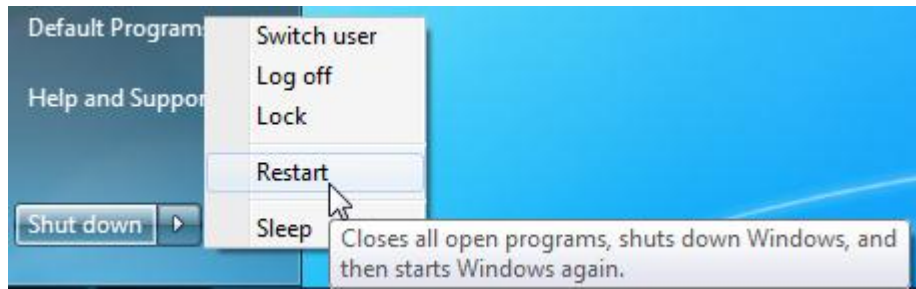 Default Program
Help and Suppor
Shut down
Switch user
Log off
Lock
Restart
Sleep
Closes all open programs, shuts down Windows, and
then starts Windows again.